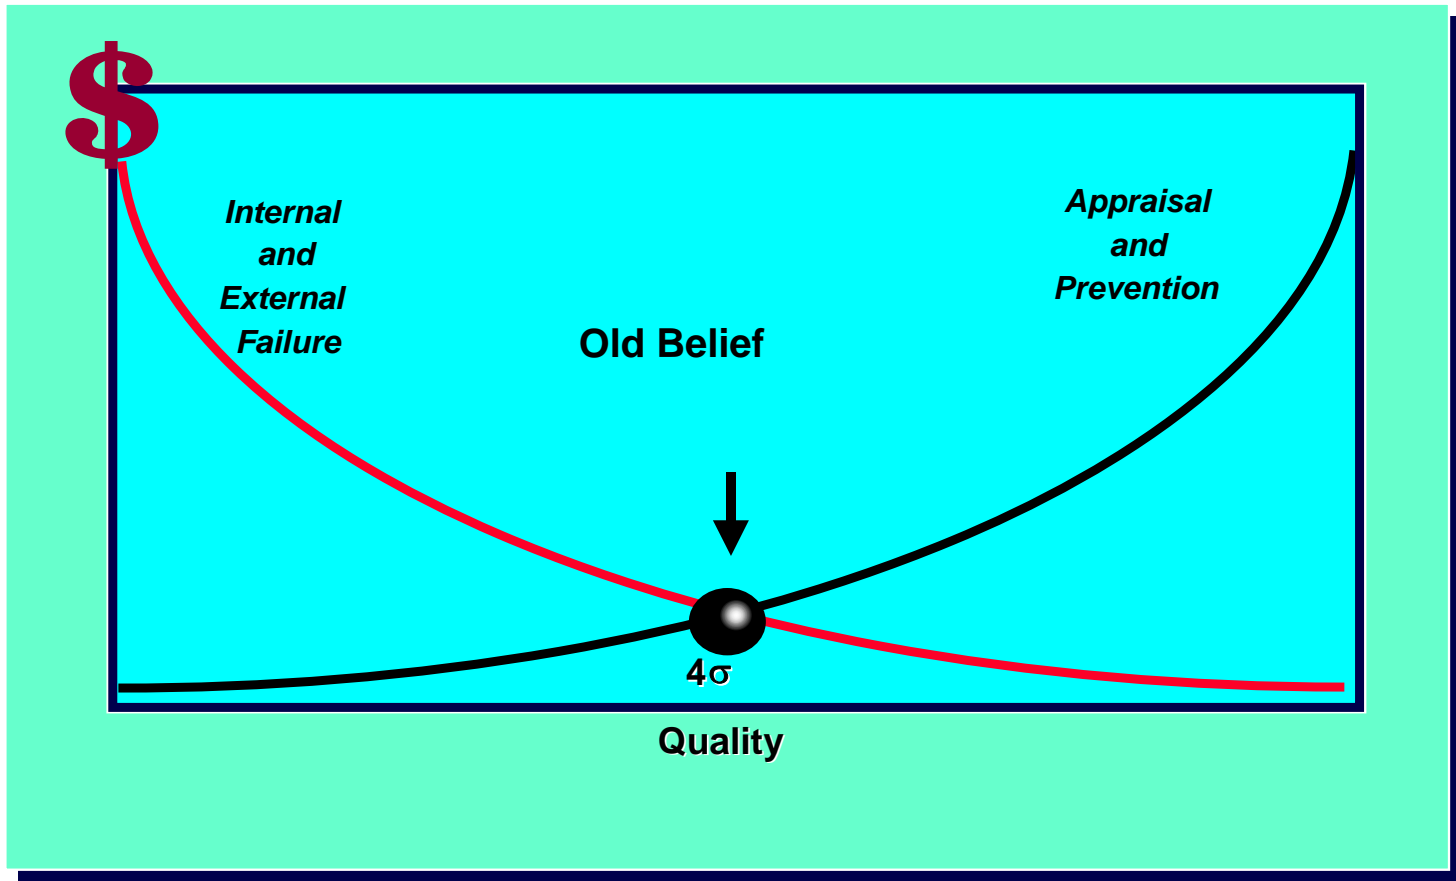 $
Internal
and
External
Failure
Appraisal
and
Prevention
Old Belief
4σ
Quality